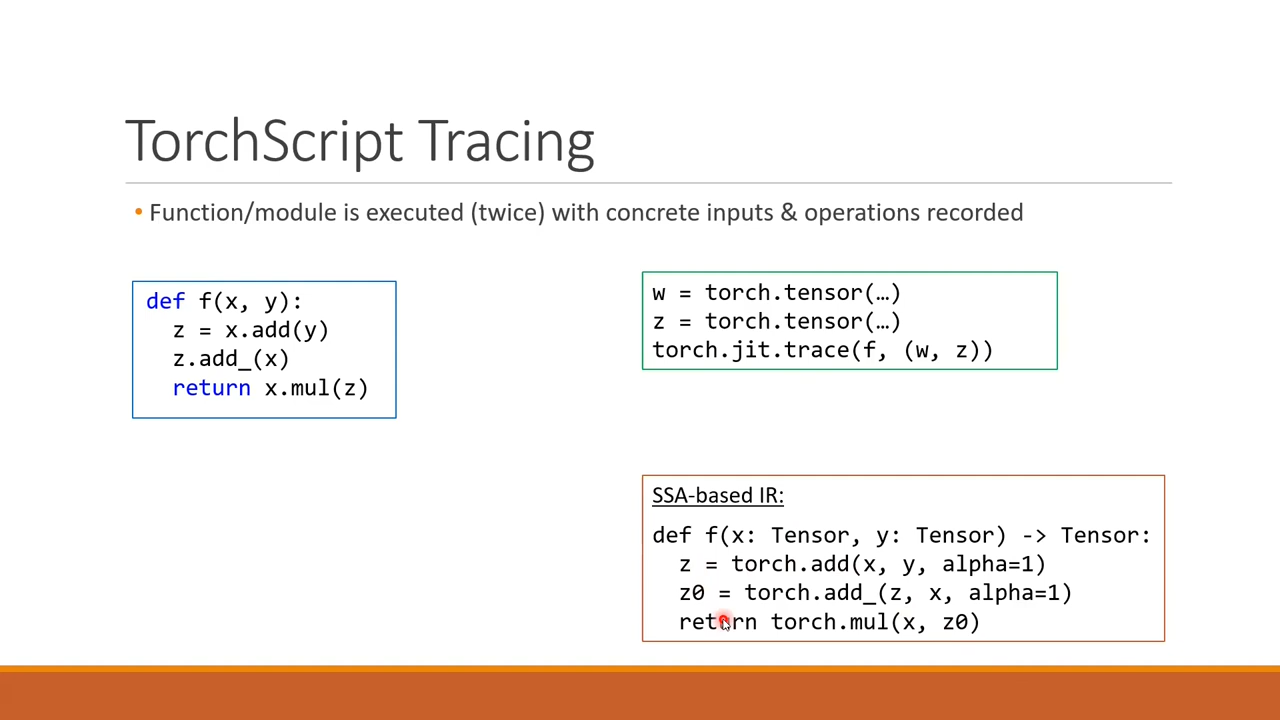 TorchScript Tracing
• Function/module is executed (twice) with concrete inputs & operations recorded
def f(x, y):
z = x.add(y)
z.add_(x)
return x.mul(z)
w = torch.tensor(…)
z = torch.tensor(…)
torch.jit.trace(f, (w, z))
SSA-based IR:
def f(x: Tensor, y: Tensor) -> Tensor:
z = torch.add(x, y, alpha=1)
z0 = torch.add_(z, x, alpha=1)
return torch.mul(x, z0)